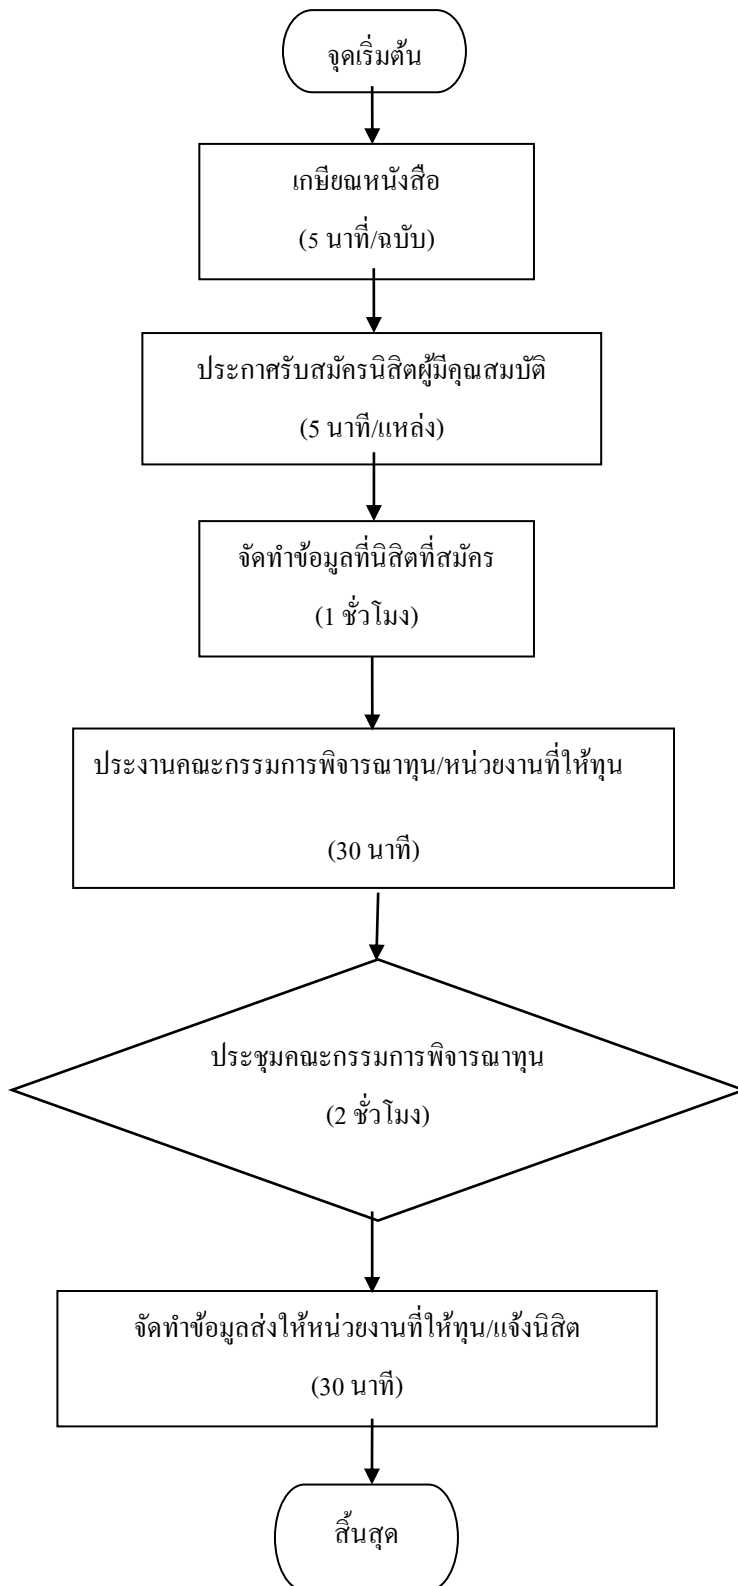 จุดเริ่มต้น
เกษียณหนังสือ
(5 นาที่/ฉบับ)
ประกาศรับสมัครนิสิตผู้มีคุณสมบัติ
(5 นาที/แหล่ง)
จัดทำข้อมูลที่นิสิตที่สมัคร
(1 ชั่วโมง)
ประงานคณะกรรมการพิจารณาทุน/หน่วยงานที่ให้ทุน
(30 นาที)
ประชุมคณะกรรมการพิจารณาทุน
(2 ชั่วโมง)
จัดทำข้อมูลส่งให้หน่วยงานที่ให้ทุน/แจ้งนิสิต
(30 นาที)
สิ้นสุด